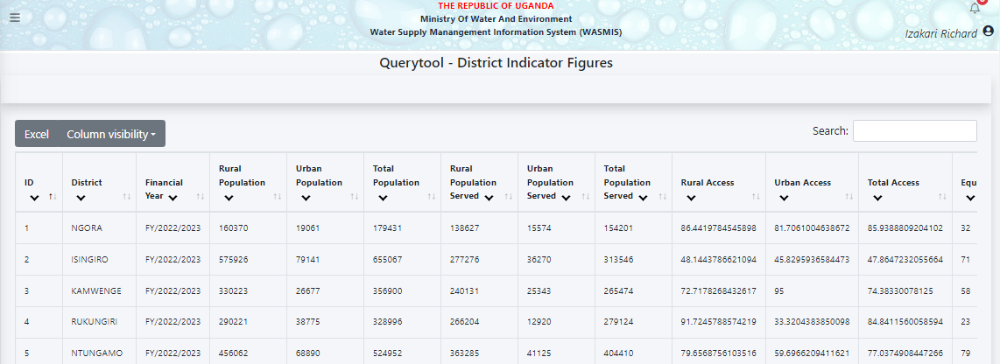 THE REPUBLIC OF UGANDA
Ministry Of Water And Environment
Water Supply Mangement Information System (WASMIS)
Izakari Richard
Querytool - District Indicator Figures
Excel Column visibility
Search:
ID District Financial Year Rural Population Urban Population Total Population Rural Population Served Urban Population Served Total Population Served Rural Access Urban Access Total Access Equ
1 NGORA FY/2022/2023 160370 19061 179431 138627 15574 154201 86.4419784545898 81.7061004638672 85.9388809204102 32
2 ISINGIRO FY/2022/2023 575926 79141 655067 277276 36270 313546 48.1443786621094 45.8295936584473 47.8647232055664 71
3 KAMWENGE FY/2022/2023 330223 26677 356900 240131 25343 265474 72.7178268432617 95 74.38330078125 58
4 RUKUNGIRI FY/2022/2023 290221 38775 328996 266204 12920 279124 91.7245788574219 33.3204383850098 84.8411560058594 23
5 NTUNGAMO FY/2022/2023 456062 68890 524952 363285 41125 404410 79.6568756103516 59.6966209411621 77.0374908447266 79